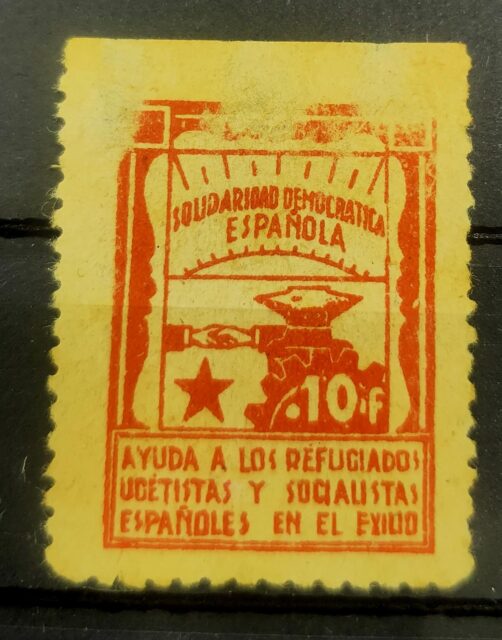 SOLIDARIDAD DEMOCRATICA
ESPAÑOLA
10 F
AYUDA A LOS REFUGIADOS
UGETISTAS Y SOCIALISTAS
ESPAÑOLES EN EL EXILIO